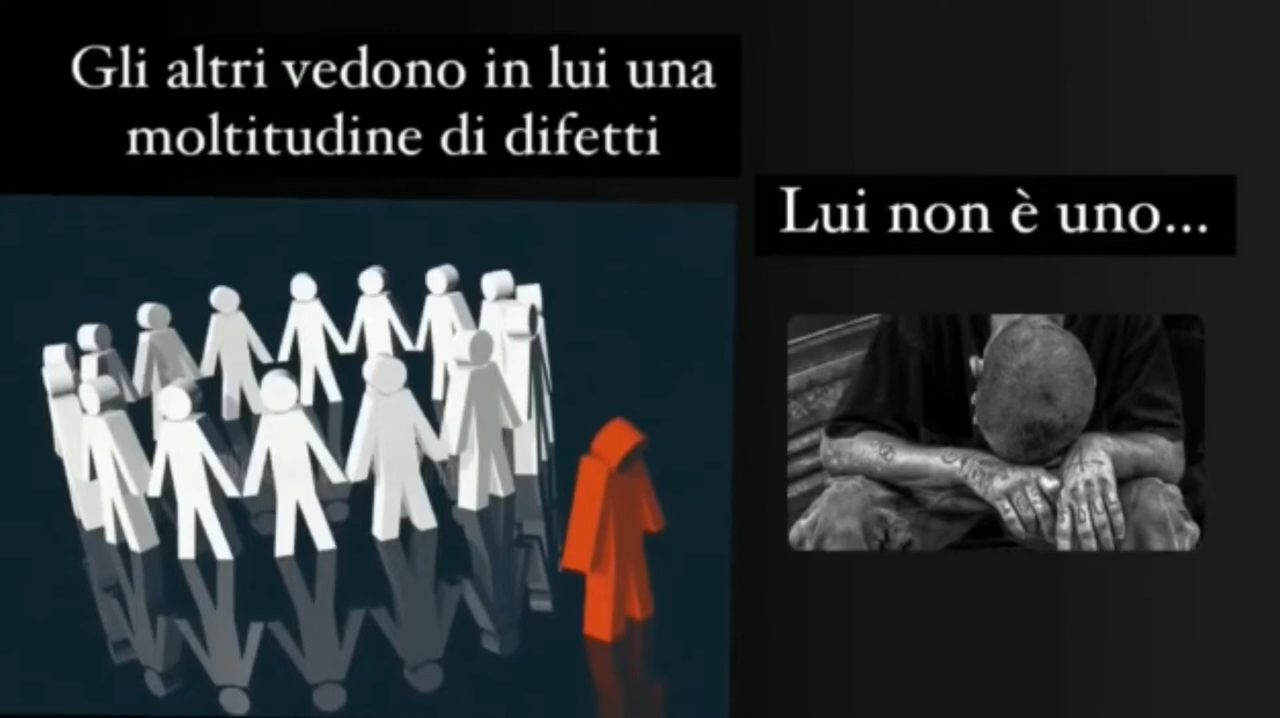 Gli altri vedono in lui una
moltitudine di difetti
Lui non è uno...